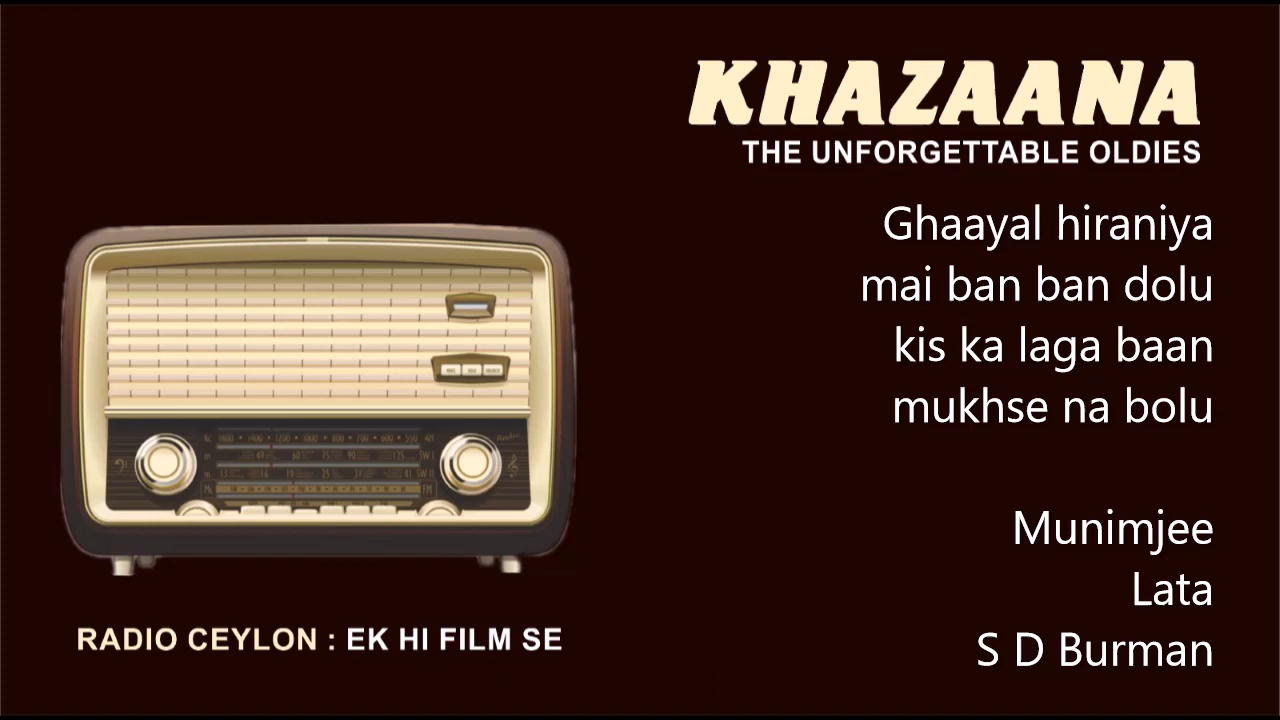 KHAZAANA
THE UNFORGETTABLE OLDIES
Ghaayal hiraniya
mai ban ban dolu
kis ka laga baan
mukhse na bolu
Munimjee
Lata
S D Burman
RADIO CEYLON : EK HI FILM SE